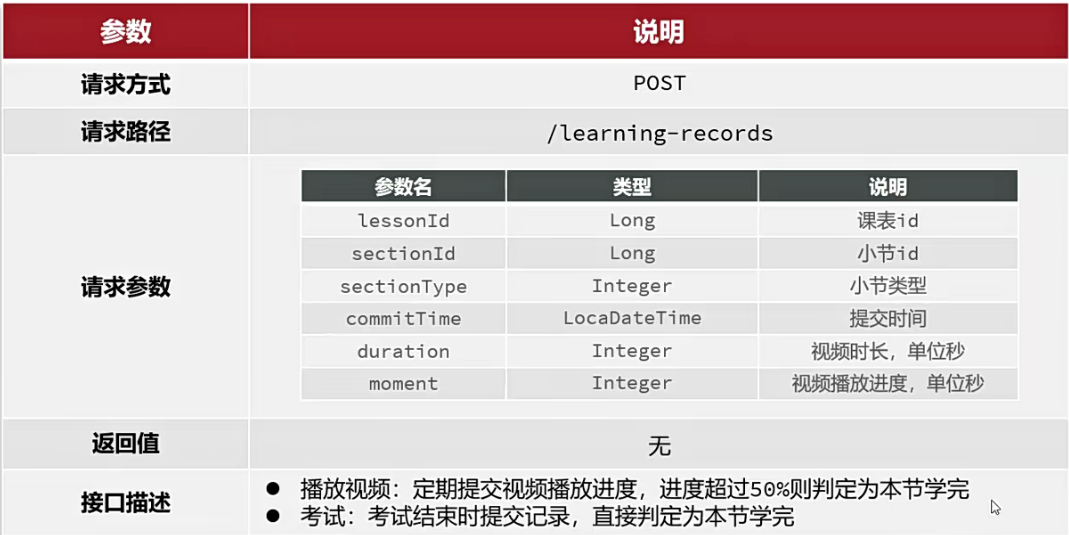 参数 说明
请求方式 POST
请求路径 /learning-records
请求参数
参数名 类型 说明
lessonId Long 课表id
sectionId Long 小节id
sectionType Integer 小节类型
commitTime LocaDateTime 提交时间
duration Integer 视频时长，单位秒
moment Integer 视频播放进度，单位秒
返回值 无
接口描述
● 播放视频：定期提交视频播放进度，进度超过50%则判定为本节学完
● 考试：考试结束时提交记录，直接判定为本节学完